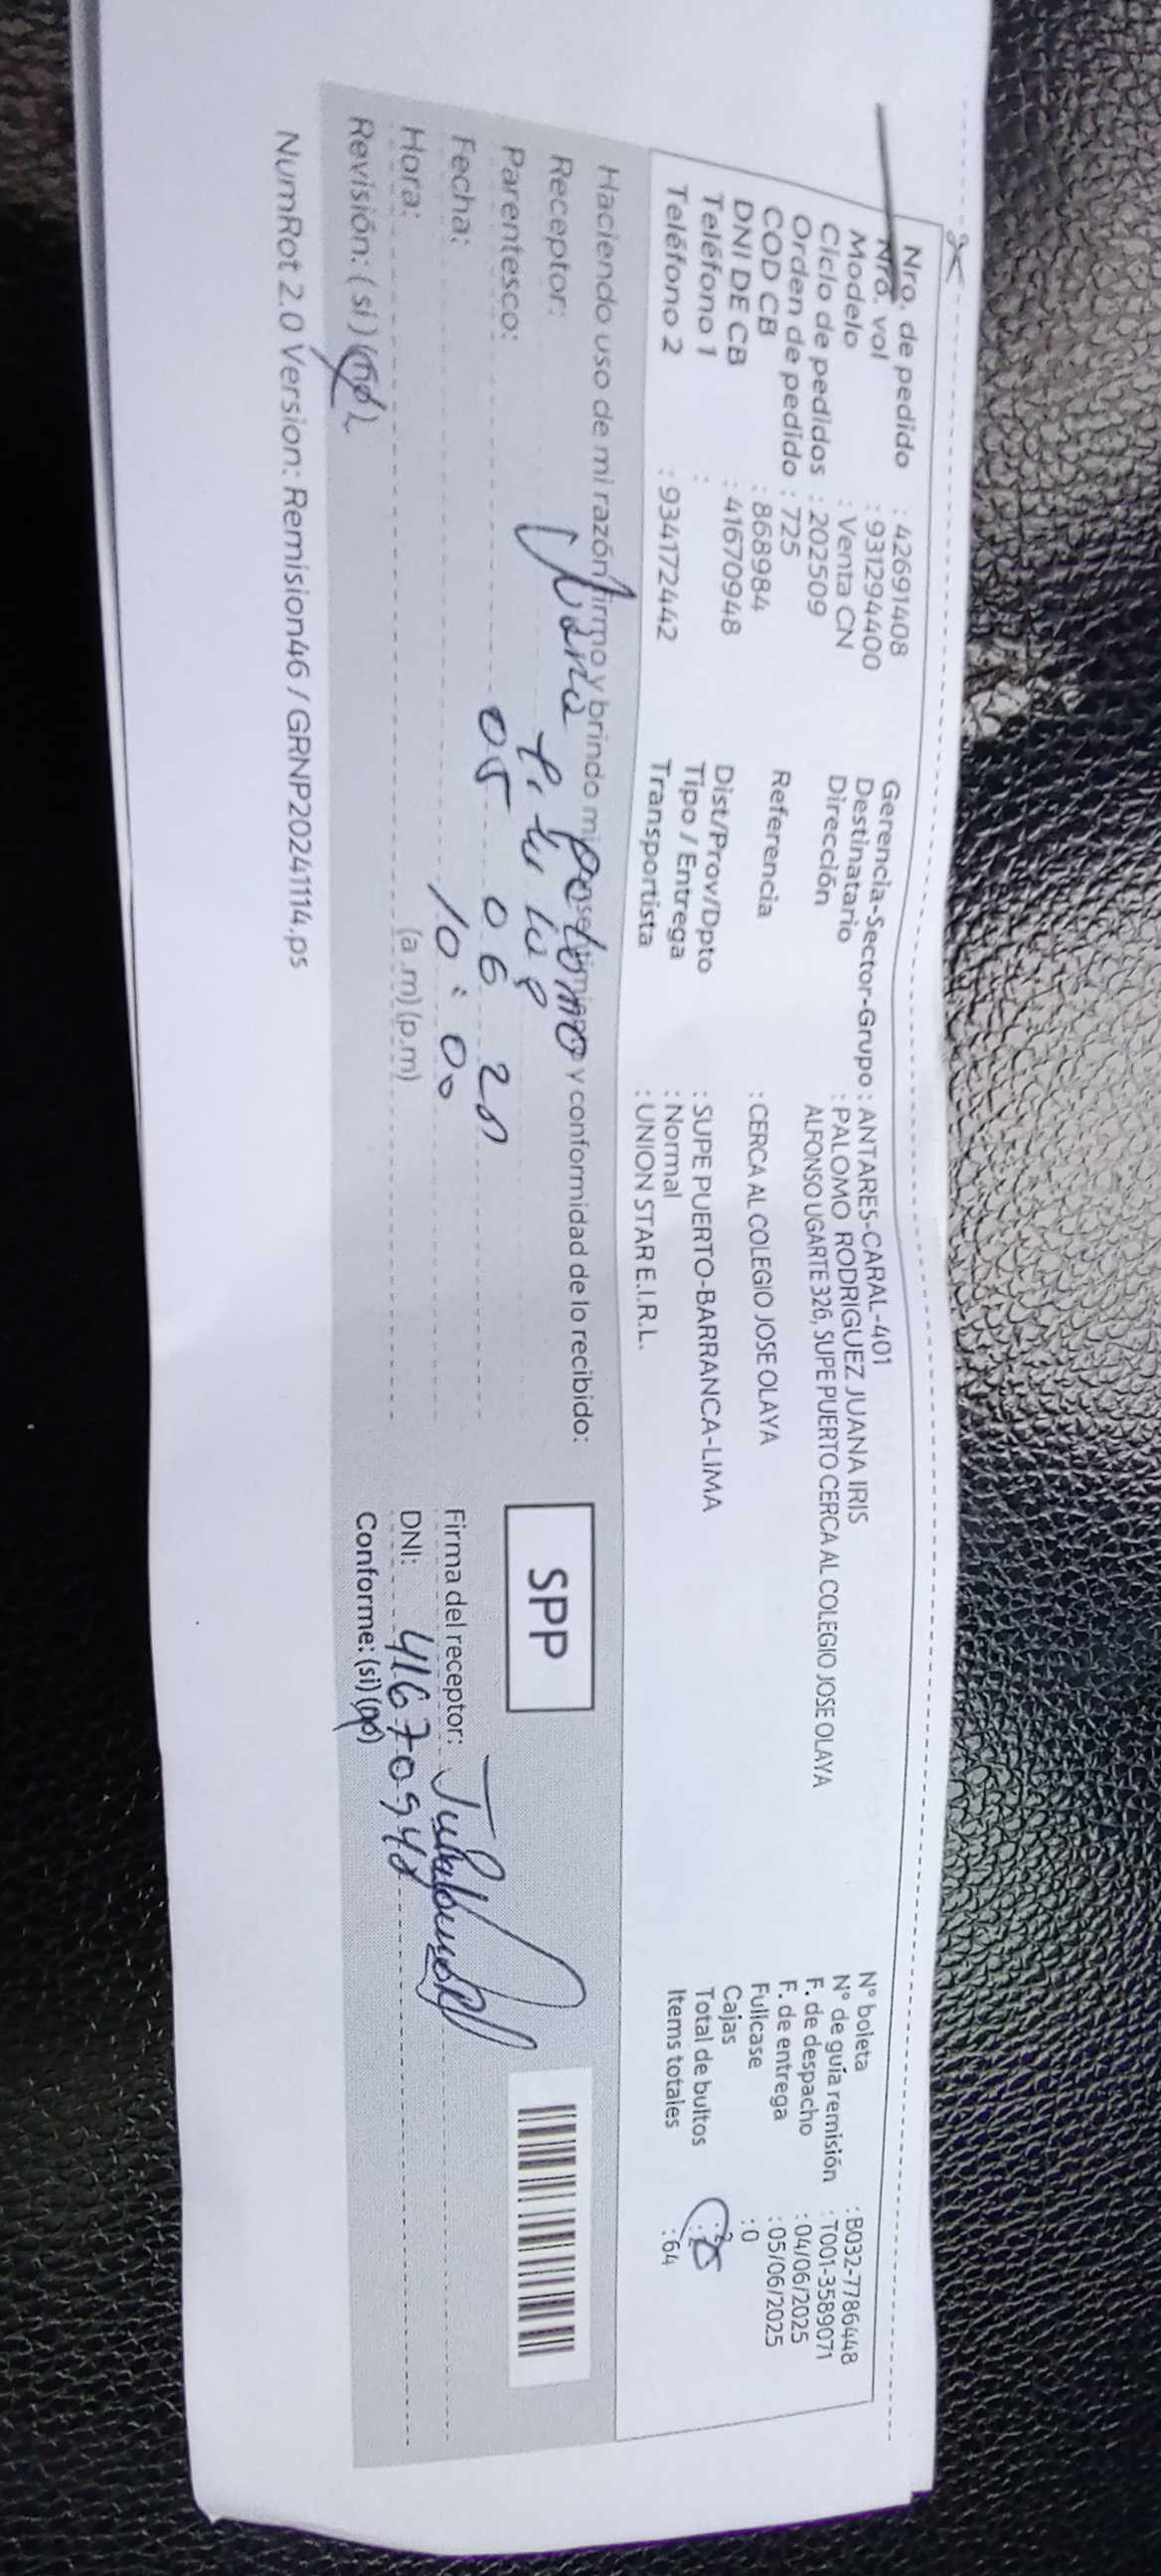 Nro. de pedido : 42691408
Nro. vol : 931294400
Modelo : Venta CN
Ciclo de pedidos : 202509
Orden de pedido : 725
COD CB : 868984
DNI DE CB : 41670948
Teléfono 1 :
Teléfono 2 : 934172442
Gerencia-Sector-Grupo : ANTARES-CARAL-401
Destinatario : PALOMO RODRIGUEZ JUANA IRIS
Dirección ALFONSO UGARTE 326, SUPE PUERTO CERCA AL COLEGIO JOSE OLAYA
Referencia : CERCA AL COLEGIO JOSE OLAYA
Dist/Prov/Dpto : SUPE PUERTO-BARRANCA-LIMA
Tipo / Entrega : Normal
Transportista : UNION STAR E.I.R.L.
N° boleta : B032-7786448
N° de guía remisión : T001-3589071
F. de despacho : 04/06/2025
F. de entrega : 05/06/2025
Fullcase : 0
Cajas : 2
Total de bultos
Items totales : 64
Haciendo uso de mi razón firmo y brindo mi y conformidad de lo recibido:
Receptor:
Parentesco:
Fecha: 05 06
Hora: 10:00 (a .m) (p.m)
Revisión: ( si ) (no)
SPP
Firma del receptor:
DNI: 41670948
Conforme: (si) (no)
NumRot 2.0 Version: Remision46 / GRNP20241114.ps